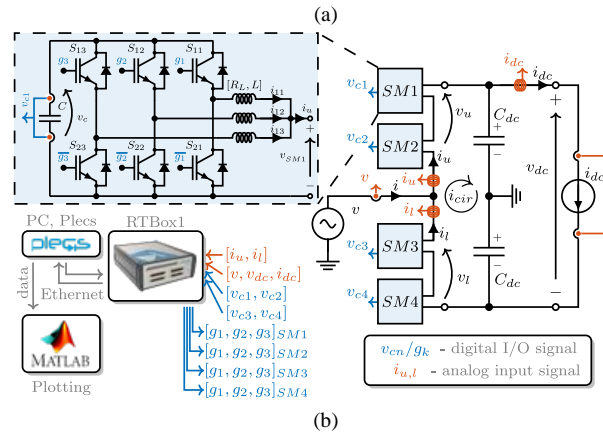 (a)
S13 S12 S11
g3 g2 g1
[RL, L]
vc1 C vc
i11
i12
i13
iu
+
vSM1
−
S23 S22 S21
g3 g2 g1
vc1 SM1
vc2 SM2
vu
iu
iu
v i
v
icir
il
il
vc3 SM3
vc4 SM4
vl
Cdc
+
−
Cdc
+
−
idc
idc
+
vdc
idc
−
PC, Plecs
plecs
RTBox1
data
Ethernet
MATLAB
Plotting
[iu, il]
[v, vdc, idc]
[vc1, vc2]
[vc3, vc4]
[g1, g2, g3]SM1
[g1, g2, g3]SM2
[g1, g2, g3]SM3
[g1, g2, g3]SM4
vcn/gk - digital I/O signal
iu,l - analog input signal
(b)